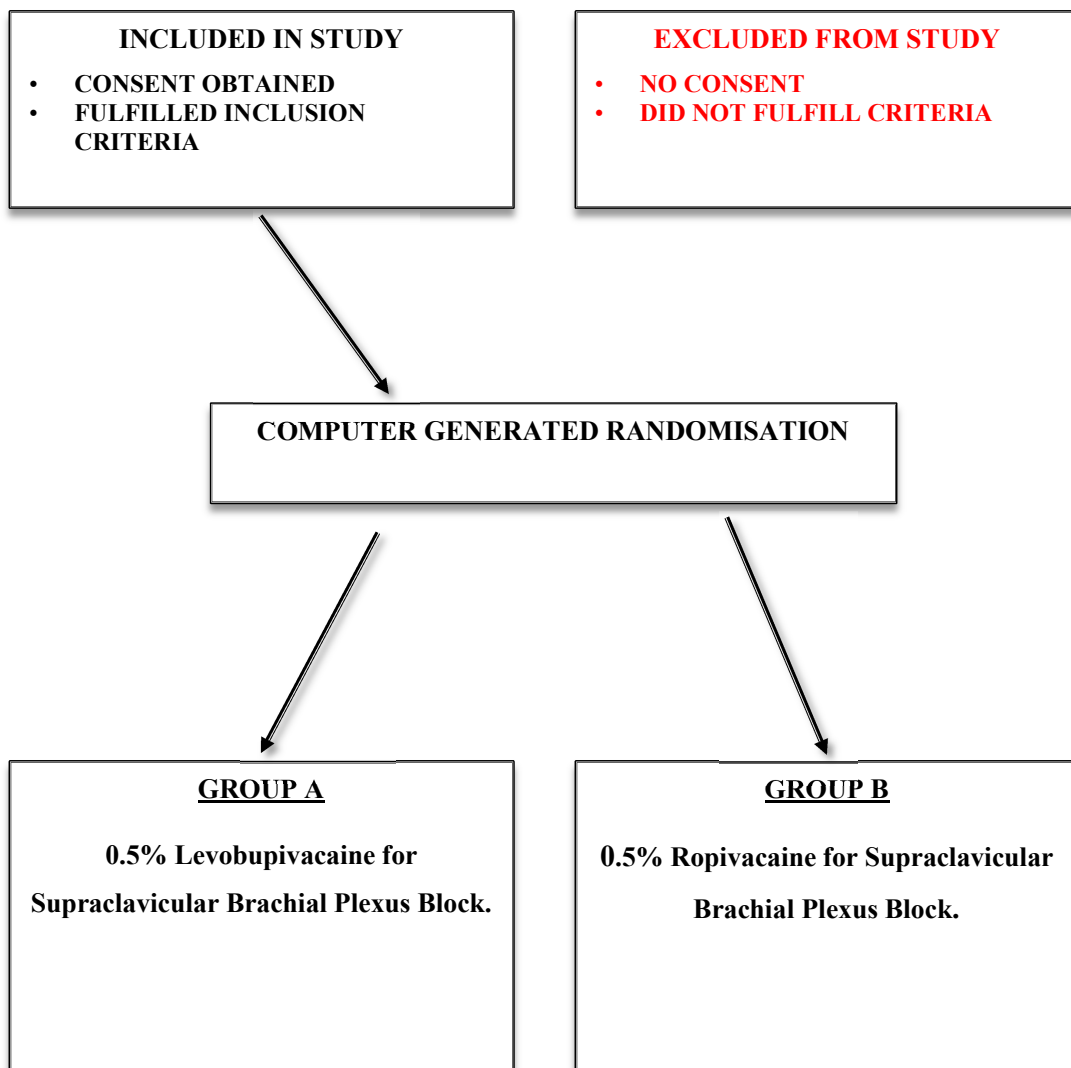 INCLUDED IN STUDY
• CONSENT OBTAINED
• FULFILLED INCLUSION
CRITERIA
EXCLUDED FROM STUDY
• NO CONSENT
• DID NOT FULFILL CRITERIA
COMPUTER GENERATED RANDOMISATION
GROUP A
0.5% Levobupivacaine for
Supraclavicular Brachial Plexus Block.
GROUP B
0.5% Ropivacaine for Supraclavicular
Brachial Plexus Block.